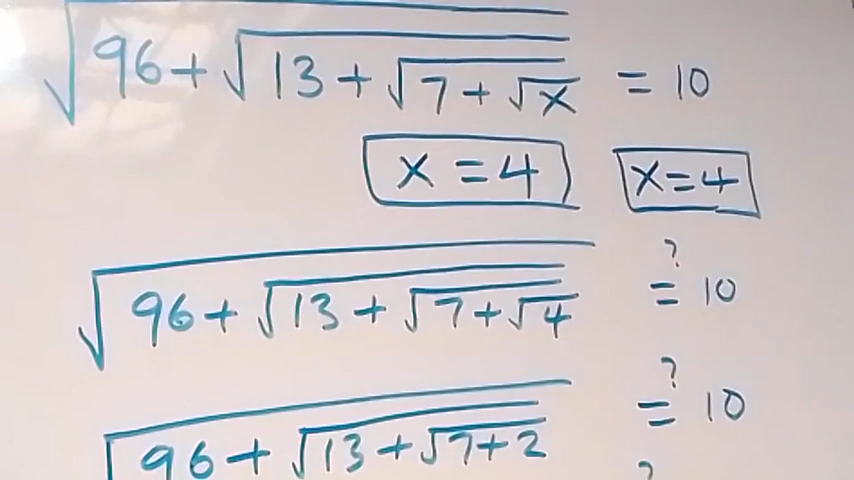 √96 + √13 + √7 + √x = 10
x = 4 x = 4
√96 + √13 + √7 + √4 ?= 10
√96 + √13 + √7 + 2 ?= 10
?